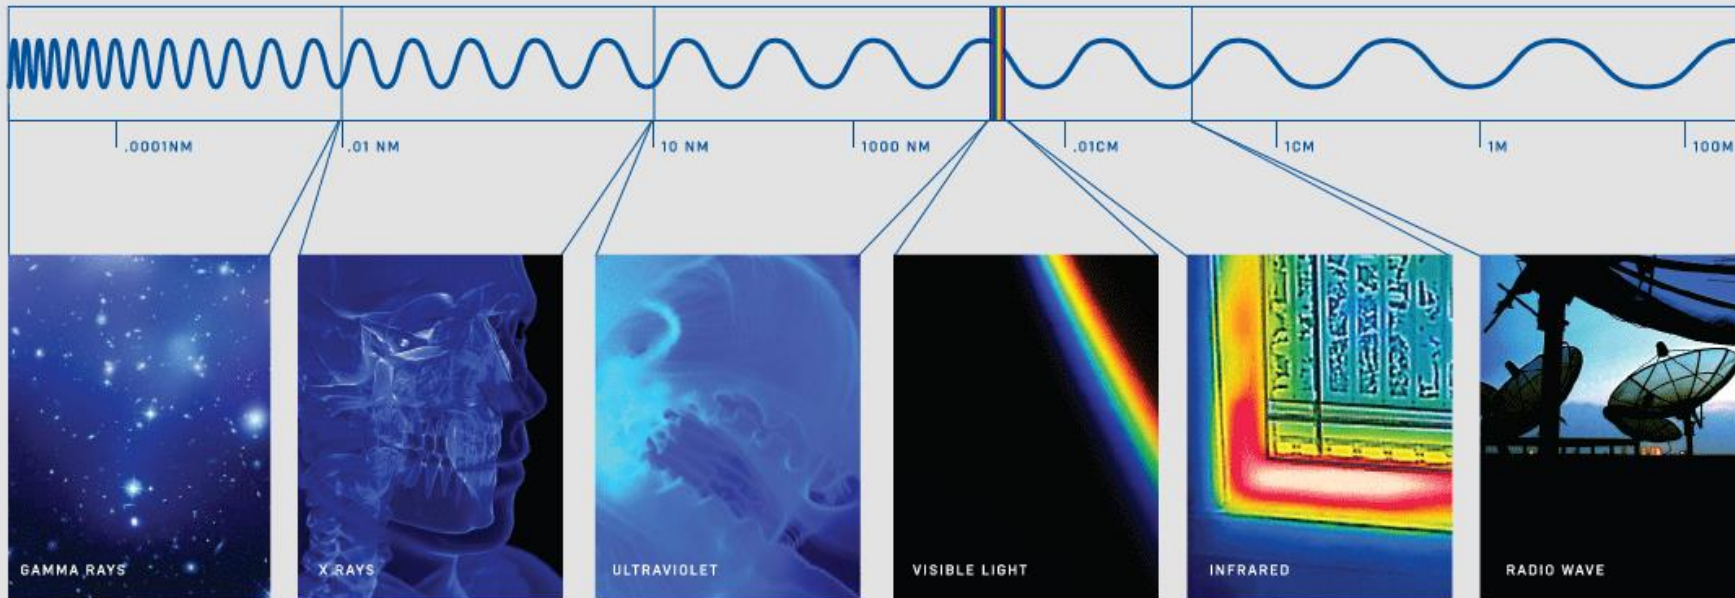 .0001NM
.01 NM
10 NM
1000 NM
.01CM
1CM
1M
100M
GAMMA RAYS
X RAYS
ULTRAVIOLET
VISIBLE LIGHT
INFRARED
RADIO WAVE